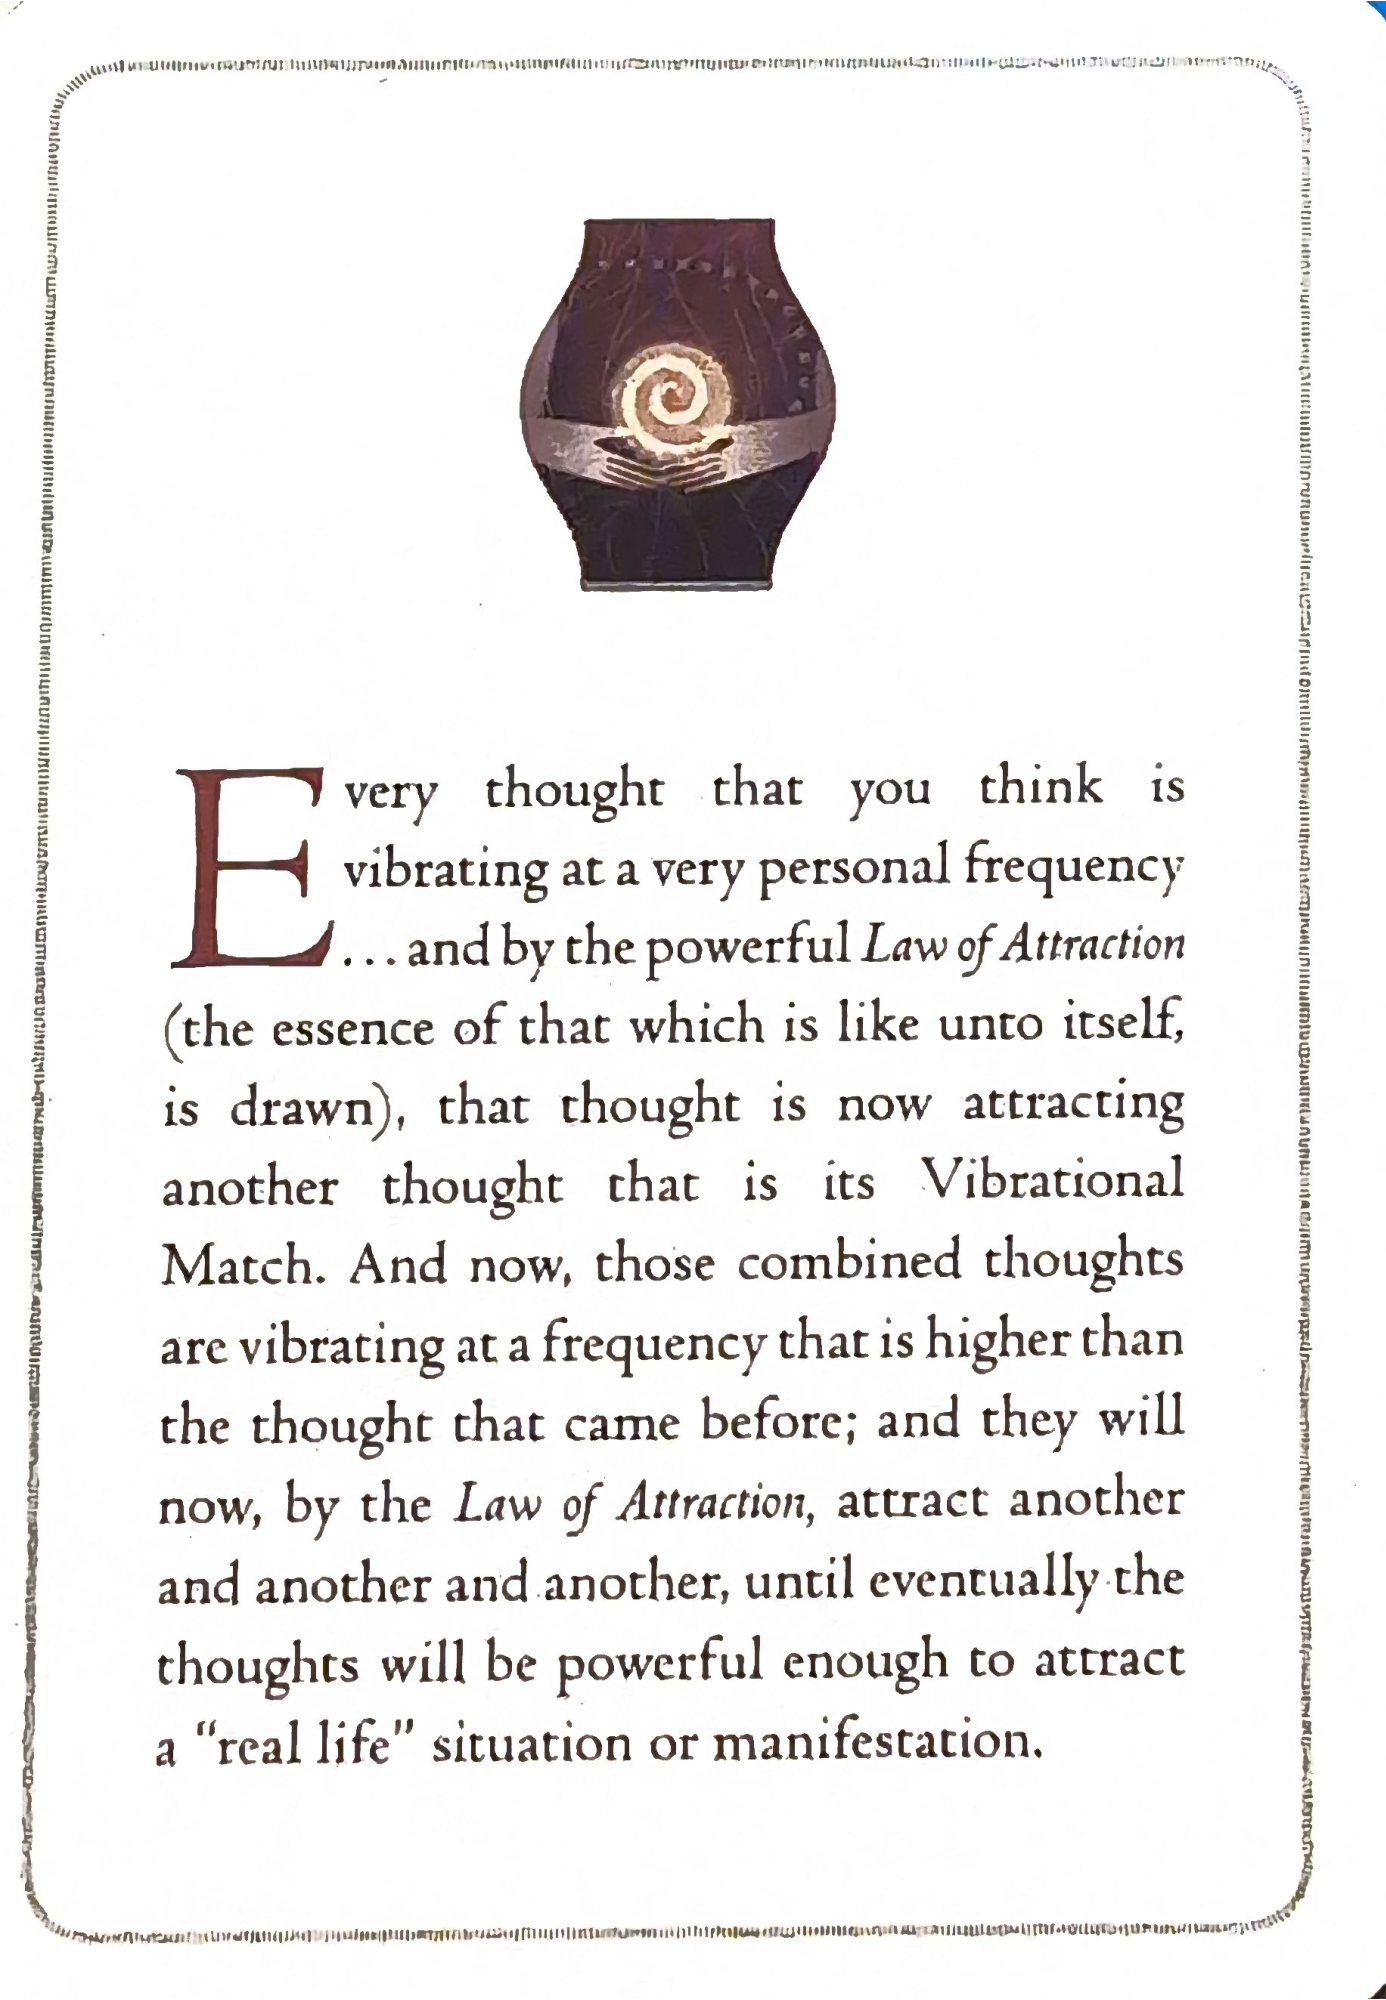 Every thought that you think is
vibrating at a very personal frequency
... and by the powerful Law of Attraction
(the essence of that which is like unto itself,
is drawn), that thought is now attracting
another thought that is its Vibrational
Match. And now, those combined thoughts
are vibrating at a frequency that is higher than
the thought that came before; and they will
now, by the Law of Attraction, attract another
and another and another, until eventually the
thoughts will be powerful enough to attract
a “real life” situation or manifestation.